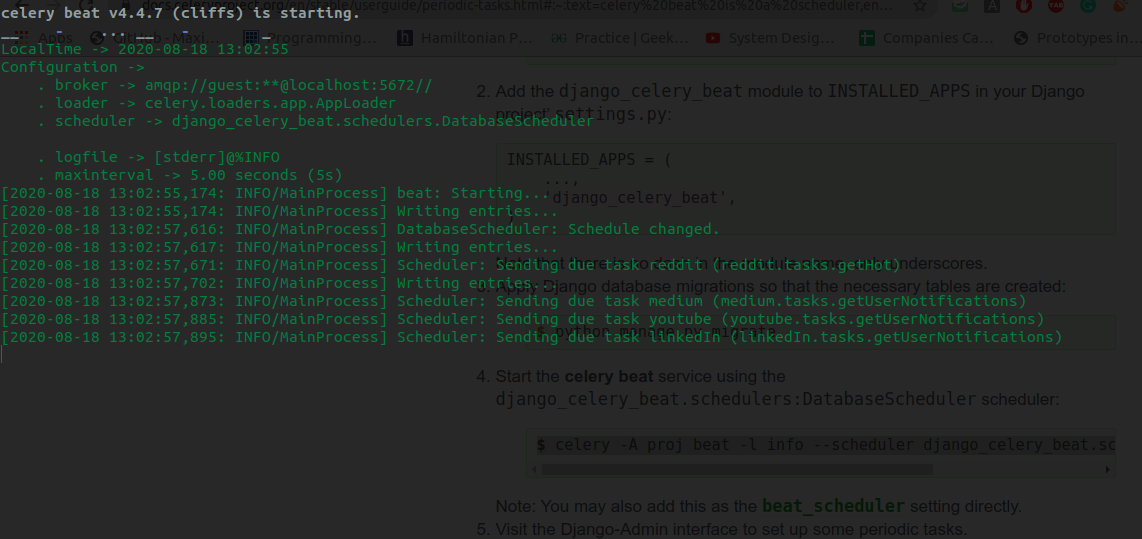 docs.celeryproject.org/en/stable/userguide/periodic-tasks.html#:~:text=celery%20beat%20is%20a%20scheduler,en...
celery beat v4.4.7 (cliffs) is starting.
Apps
Programming...
Hamiltonian P...
Practice | Geek...
System Desig...
Companies Ca...
Prototypes in...
LocalTime -> 2020-08-18 13:02:55
Configuration ->
. broker -> amqp://guest:**@localhost:5672//
. loader -> celery.loaders.app.AppLoader
. scheduler -> django_celery_beat.schedulers.DatabaseScheduler
. logfile -> [stderr]@%INFO
. maxinterval -> 5.00 seconds (5s)
[2020-08-18 13:02:55,174: INFO/MainProcess] beat: Starting...
[2020-08-18 13:02:55,174: INFO/MainProcess] Writing entries...
[2020-08-18 13:02:57,616: INFO/MainProcess] DatabaseScheduler: Schedule changed.
[2020-08-18 13:02:57,617: INFO/MainProcess] Writing entries...
[2020-08-18 13:02:57,671: INFO/MainProcess] Scheduler: Sending due task reddit (reddit.tasks.getHot)
[2020-08-18 13:02:57,702: INFO/MainProcess] Writing entries...
[2020-08-18 13:02:57,873: INFO/MainProcess] Scheduler: Sending due task medium (medium.tasks.getUserNotifications)
[2020-08-18 13:02:57,885: INFO/MainProcess] Scheduler: Sending due task youtube (youtube.tasks.getUserNotifications)
[2020-08-18 13:02:57,895: INFO/MainProcess] Scheduler: Sending due task linkedIn (linkedIn.tasks.getUserNotifications)
2. Add the django_celery_beat module to INSTALLED_APPS in your Django
project' settings.py:
INSTALLED_APPS = (
...,
'django_celery_beat',
)
underscores.
Django database migrations so that the necessary tables are created:
$ python manage.py migrate
4. Start the celery beat service using the
django_celery_beat.schedulers:DatabaseScheduler scheduler:
$ celery -A proj beat -l info --scheduler django_celery_beat.sc
Note: You may also add this as the beat_scheduler setting directly.
5. Visit the Django-Admin interface to set up some periodic tasks.